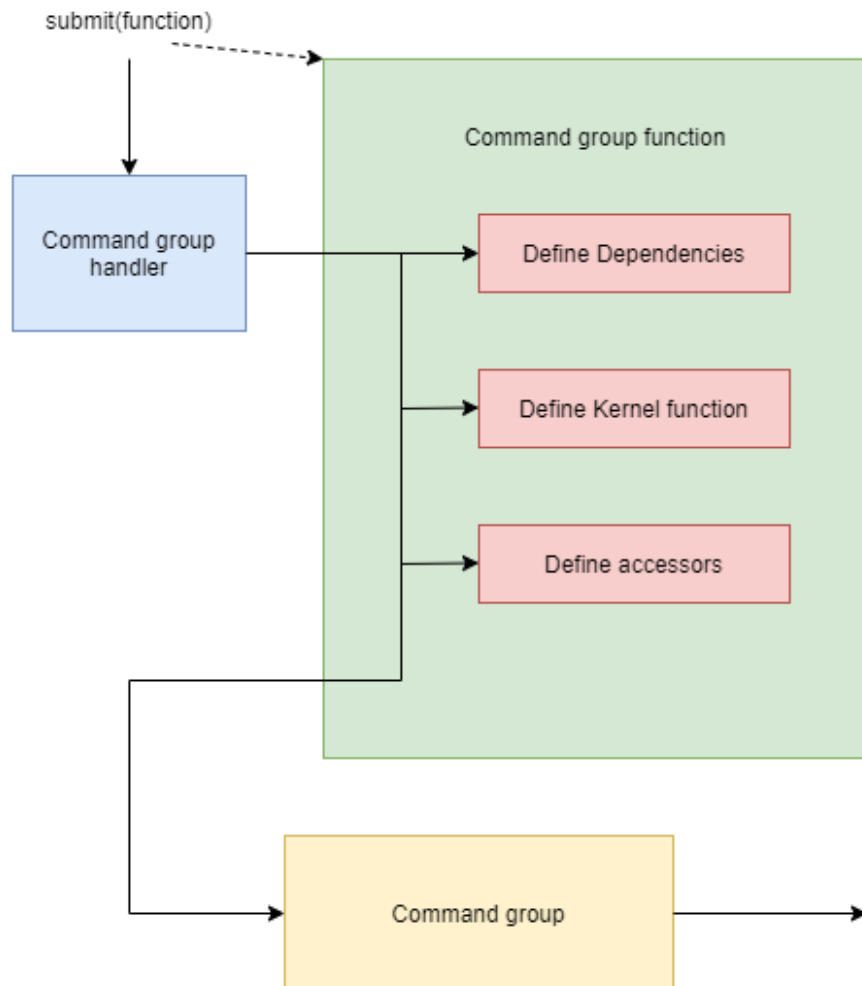 submit(function)
Command group function
Command group
handler
Define Dependencies
Define Kernel function
Define accessors
Command group